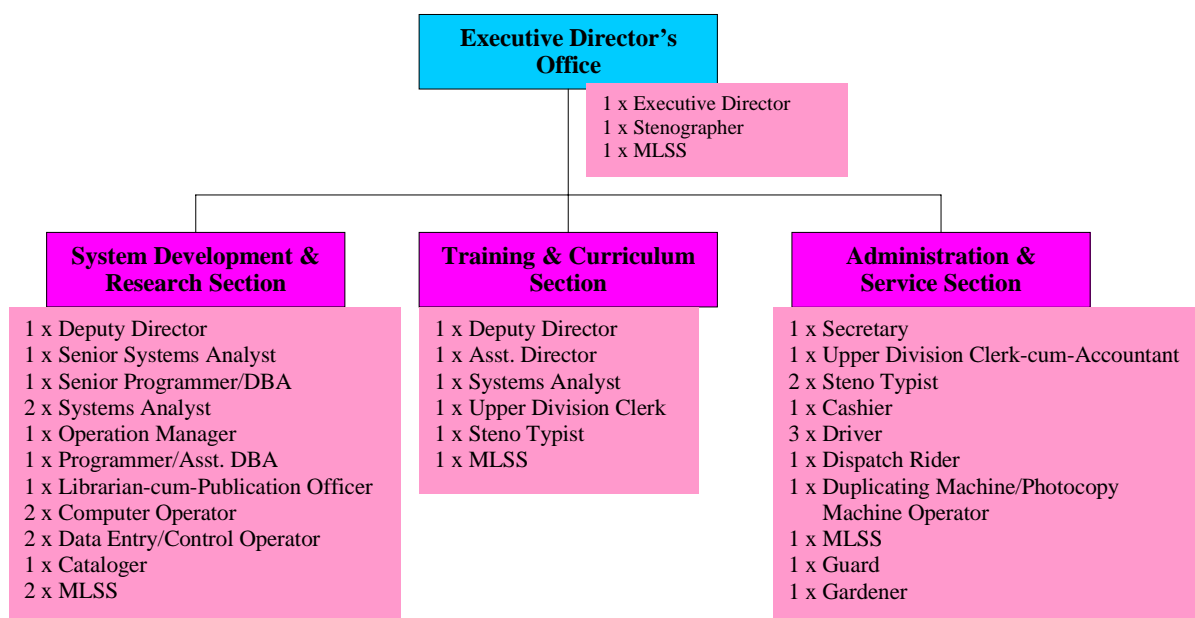 Executive Director’s
Office
1 x Executive Director
1 x Stenographer
1 x MLSS
System Development &
Research Section
1 x Deputy Director
1 x Senior Systems Analyst
1 x Senior Programmer/DBA
2 x Systems Analyst
1 x Operation Manager
1 x Programmer/Asst. DBA
1 x Librarian-cum-Publication Officer
2 x Computer Operator
2 x Data Entry/Control Operator
1 x Cataloger
2 x MLSS
Training & Curriculum
Section
1 x Deputy Director
1 x Asst. Director
1 x Systems Analyst
1 x Upper Division Clerk
1 x Steno Typist
1 x MLSS
Administration &
Service Section
1 x Secretary
1 x Upper Division Clerk-cum-Accountant
2 x Steno Typist
1 x Cashier
3 x Driver
1 x Dispatch Rider
1 x Duplicating Machine/Photocopy
Machine Operator
1 x MLSS
1 x Guard
1 x Gardener